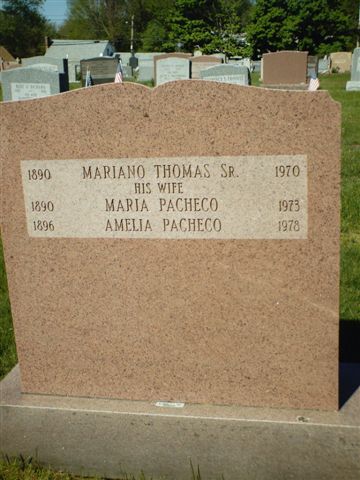 1890 MARIANO THOMAS SR. 1970
HIS WIFE
1890 MARIA PACHECO 1973
1896 AMELIA PACHECO 1978